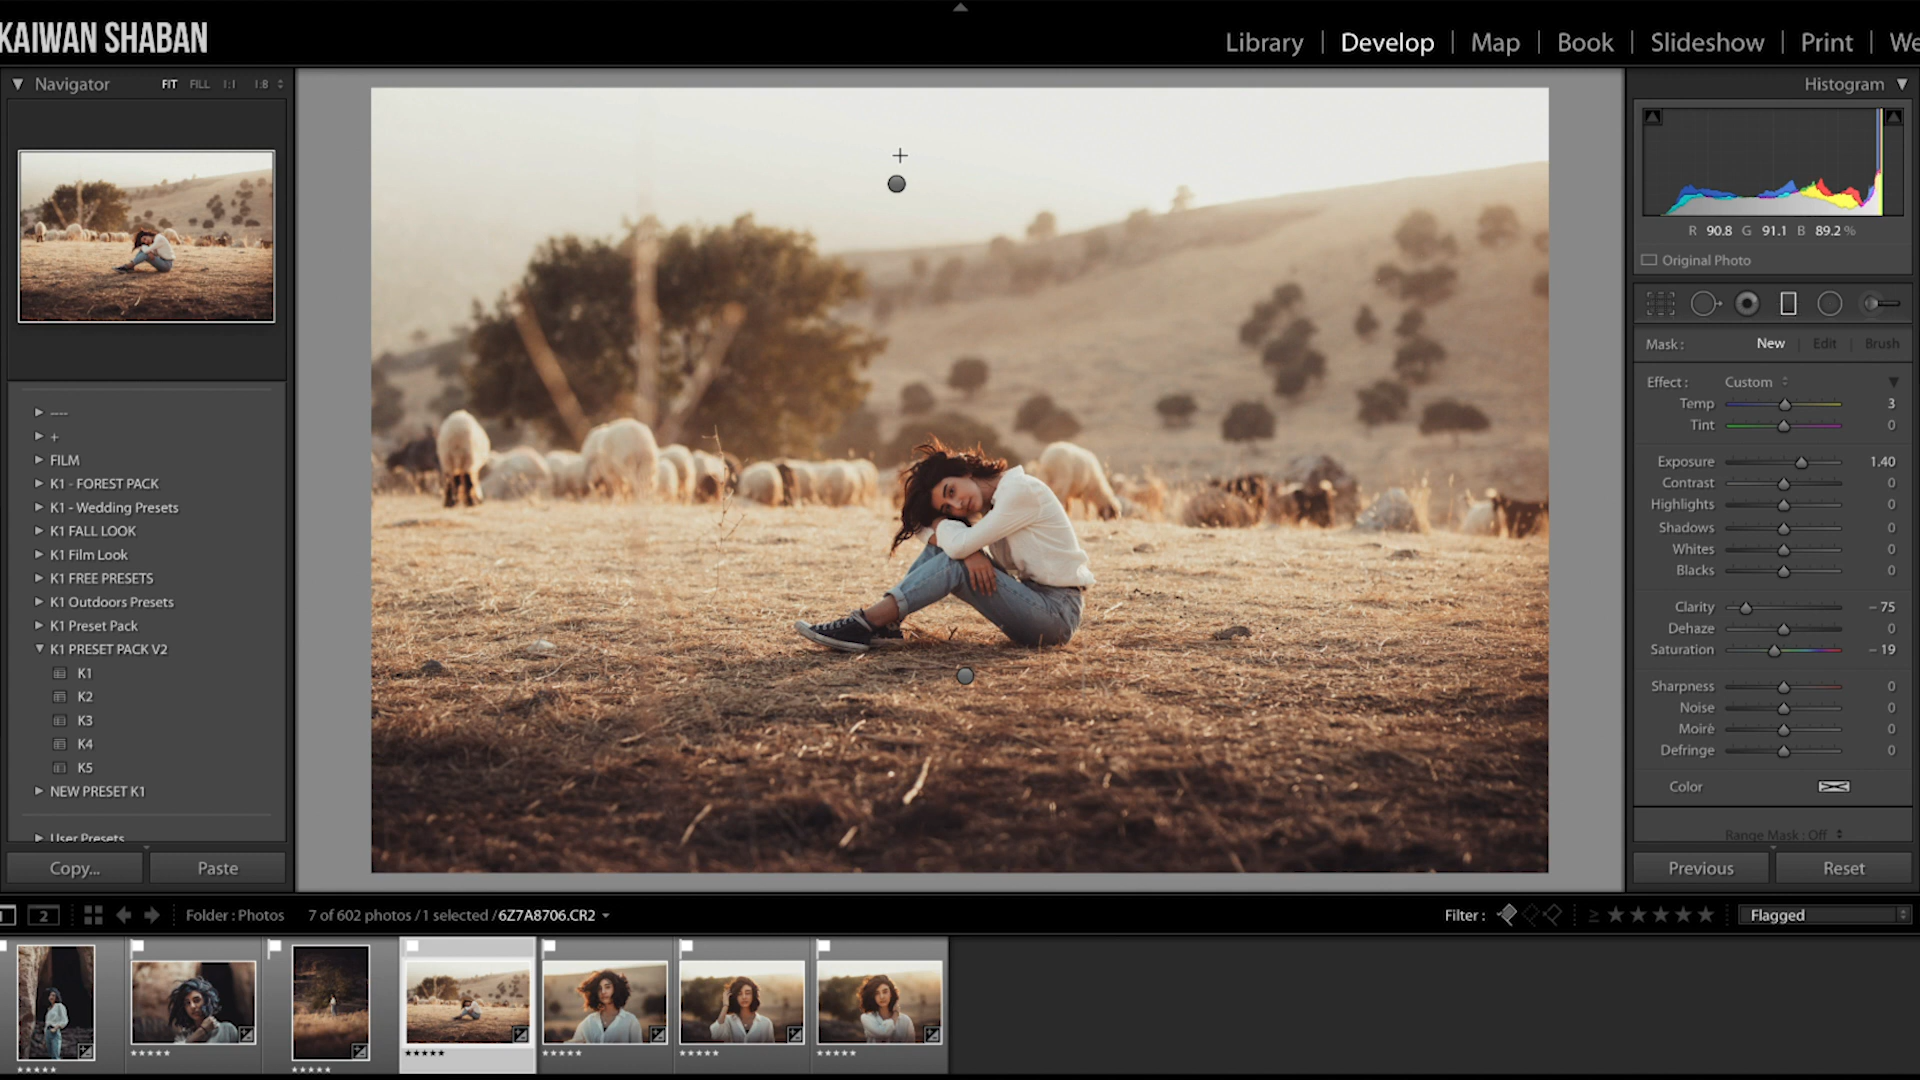 KAIWAN SHABAN
Library | Develop | Map | Book | Slideshow | Print | We
Navigator FIT FILL 1:1 1:8
Histogram
R 90.8 G 91.1 B 89.2 %
Original Photo
Mask : New | Edit | Brush
Effect : Custom
Temp 3
Tint 0
Exposure 1.40
Contrast 0
Highlights 0
Shadows 0
Whites 0
Blacks 0
Clarity – 75
Dehaze 0
Saturation – 19
Sharpness 0
Noise 0
Moiré 0
Defringe 0
Color
Range Mask : Off
Previous Reset
----
+
FILM
K1 - FOREST PACK
K1 - Wedding Presets
K1 FALL LOOK
K1 Film Look
K1 FREE PRESETS
K1 Outdoors Presets
K1 Preset Pack
K1 PRESET PACK V2
K1
K2
K3
K4
K5
NEW PRESET K1
User Presets
Copy... Paste
2 Folder : Photos 7 of 602 photos / 1 selected / 6Z7A8706.CR2
Filter : ≥ ★★★★★ Flagged